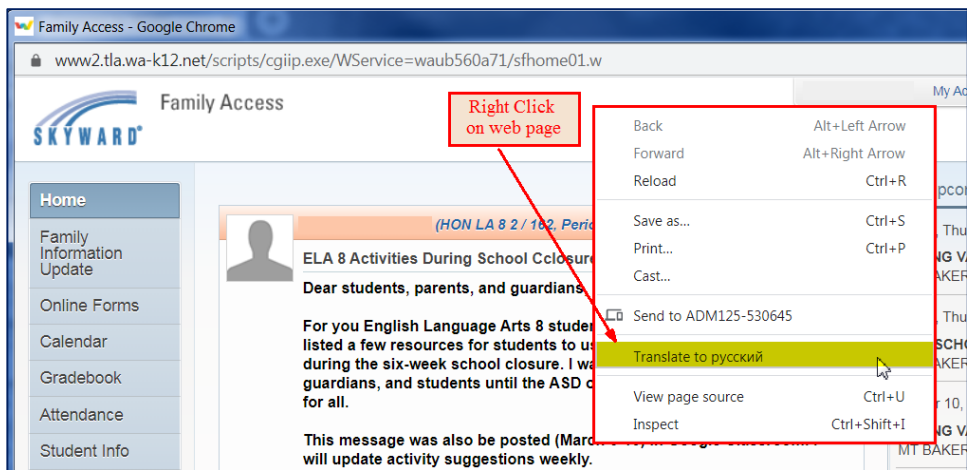 Family Access - Google Chrome
www2.tla.wa-k12.net/scripts/cgiip.exe/WService=waub560a71/sfhome01.w
My Ac
SKYWARD®
Family Access
Right Click
on web page
Back Alt+Left Arrow
Forward Alt+Right Arrow
Reload Ctrl+R
Save as... Ctrl+S
Print... Ctrl+P
Cast...
Send to ADM125-530645
Translate to русский
View page source Ctrl+U
Inspect Ctrl+Shift+I
Home
Family
Information
Update
Online Forms
Calendar
Gradebook
Attendance
Student Info
(HON LA 8 2 / 162, Peric
ELA 8 Activities During School Cclosure
Dear students, parents, and guardians,
For you English Language Arts 8 studen
listed a few resources for students to us
during the six-week school closure. I wa
guardians, and students until the ASD
for all.
This message was also be posted (March
will update activity suggestions weekly.
pcor
, Thu
NG VA
BAKER
, Thu
SCHO
BAKER
r 10,
NG VA
MT BAKER